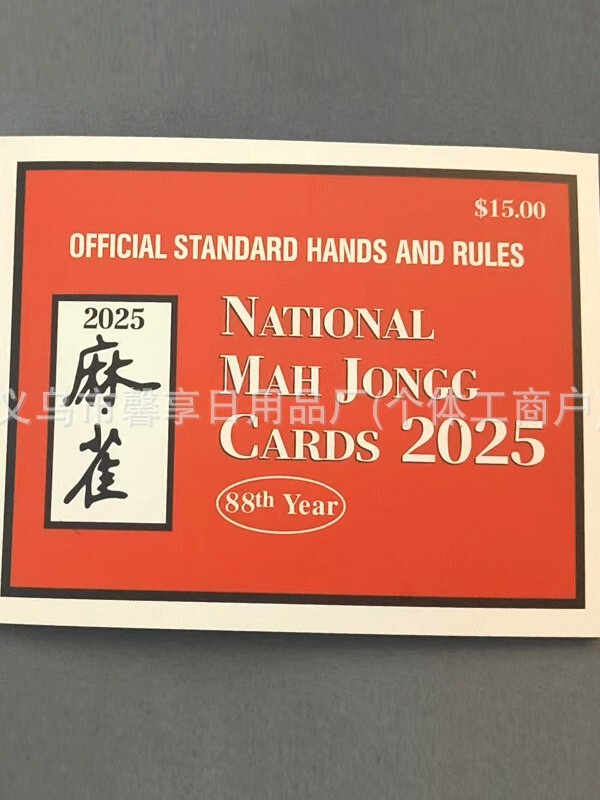 $15.00
OFFICIAL STANDARD HANDS AND RULES
2025
麻
雀
NATIONAL
MAH JONGG
CARDS 2025
88th Year
义乌市馨享日用品厂(个体工商户)